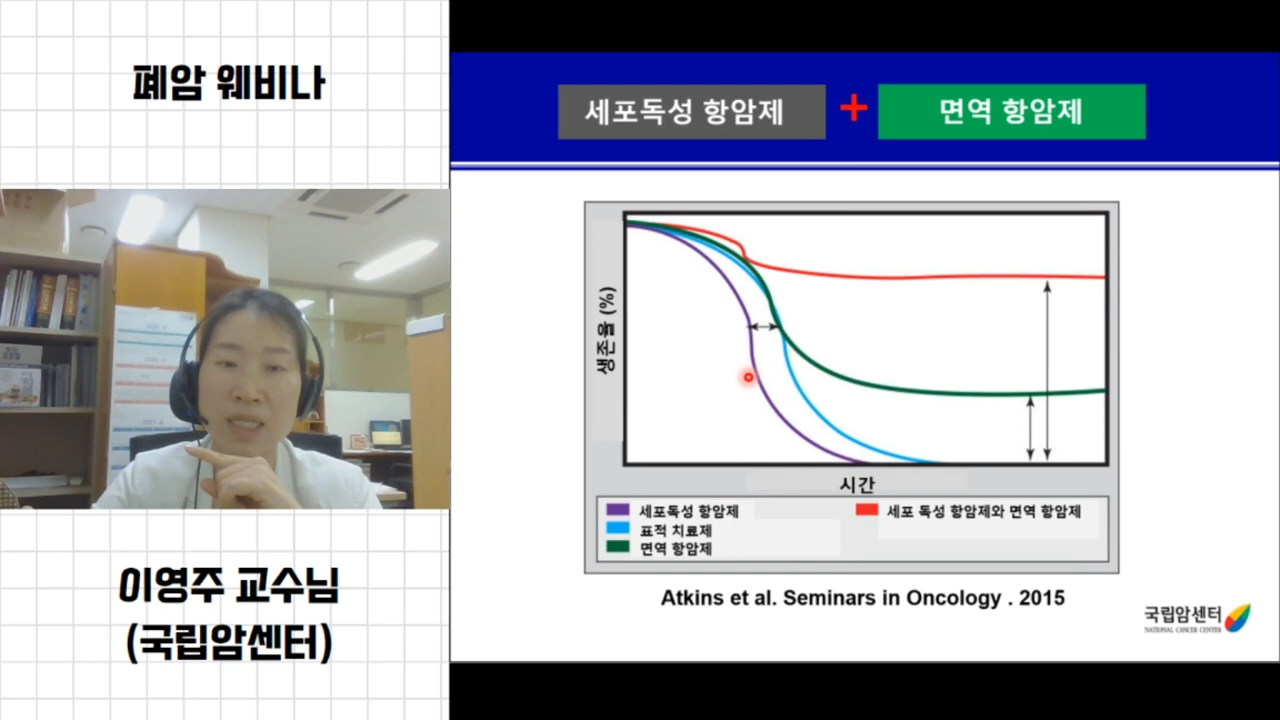 폐암 웨비나
이영주 교수님
(국립암센터)
세포독성 항암제 + 면역 항암제
생존율 (%)
시간
세포독성 항암제
표적 치료제
면역 항암제
세포 독성 항암제와 면역 항암제
Atkins et al. Seminars in Oncology . 2015
국립암센터
NATIONAL CANCER CENTER